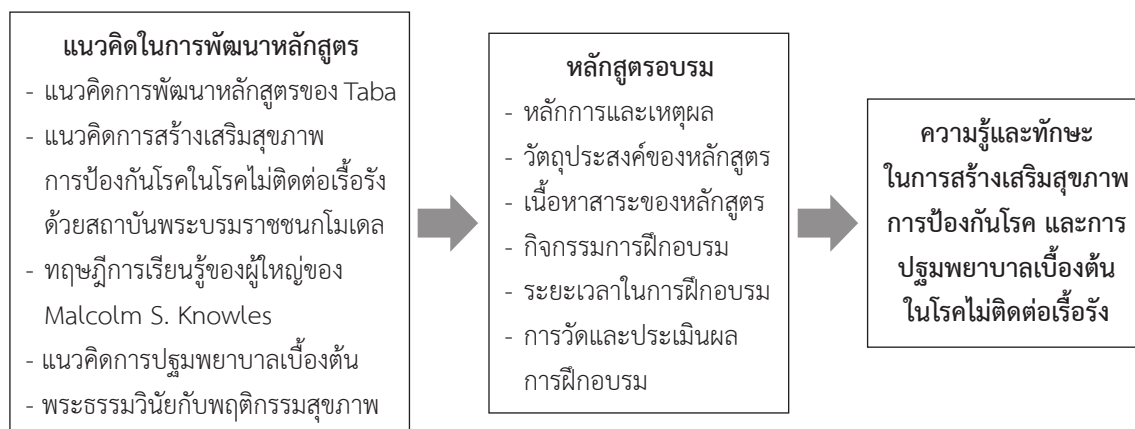 แนวคิดในการพัฒนาหลักสูตร
- แนวคิดการพัฒนาหลักสูตรของ Taba
- แนวคิดการสร้างเสริมสุขภาพ
การป้องกันโรคในโรคไม่ติดต่อเรื้อรัง
ด้วยสถาบันพระบรมราชชนกโมเดล
- ทฤษฎีการเรียนรู้ของผู้ใหญ่ของ
Malcolm S. Knowles
- แนวคิดการปฐมพยาบาลเบื้องต้น
- พระธรรมวินัยกับพฤติกรรมสุขภาพ
หลักสูตรอบรม
- หลักการและเหตุผล
- วัตถุประสงค์ของหลักสูตร
- เนื้อหาสาระของหลักสูตร
- กิจกรรมการฝึกอบรม
- ระยะเวลาในการฝึกอบรม
- การวัดและประเมินผล
การฝึกอบรม
ความรู้และทักษะ
ในการสร้างเสริมสุขภาพ
การป้องกันโรค และการ
ปฐมพยาบาลเบื้องต้น
ในโรคไม่ติดต่อเรื้อรัง